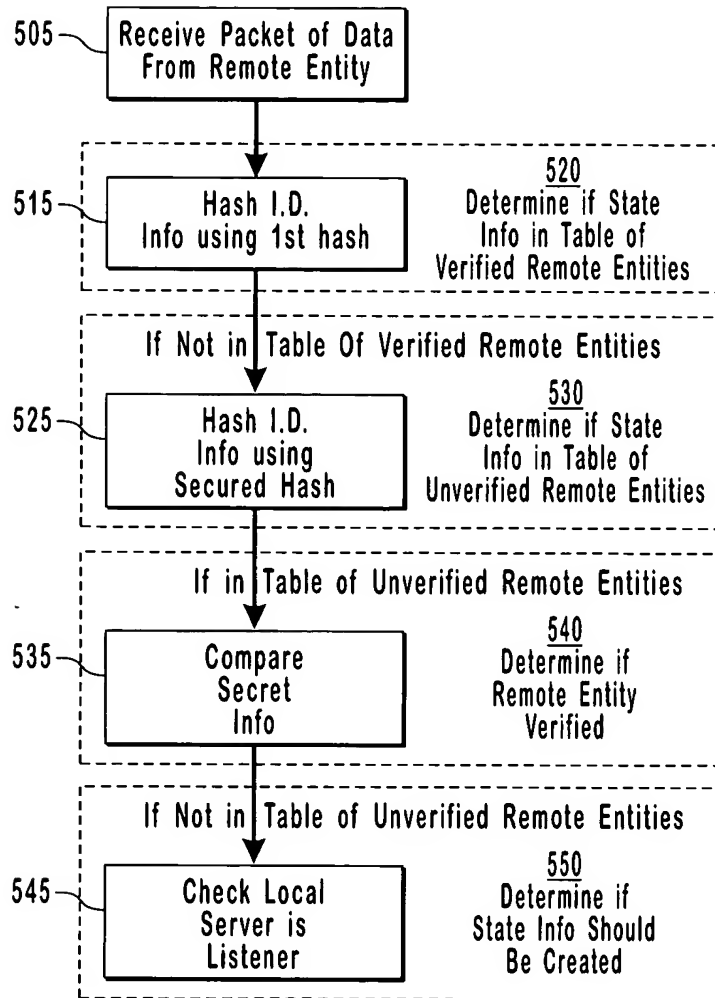 505
Receive Packet of Data
From Remote Entity
515
Hash I.D.
Info using 1st hash
520
Determine if State
Info in Table of
Verified Remote Entities
If Not in Table Of Verified Remote Entities
525
Hash I.D.
Info using
Secured Hash
530
Determine if State
Info in Table of
Unverified Remote Entities
If in Table of Unverified Remote Entities
535
Compare
Secret
Info
540
Determine if
Remote Entity
Verified
If Not in Table of Unverified Remote Entities
545
Check Local
Server is
Listener
550
Determine if
State Info Should
Be Created